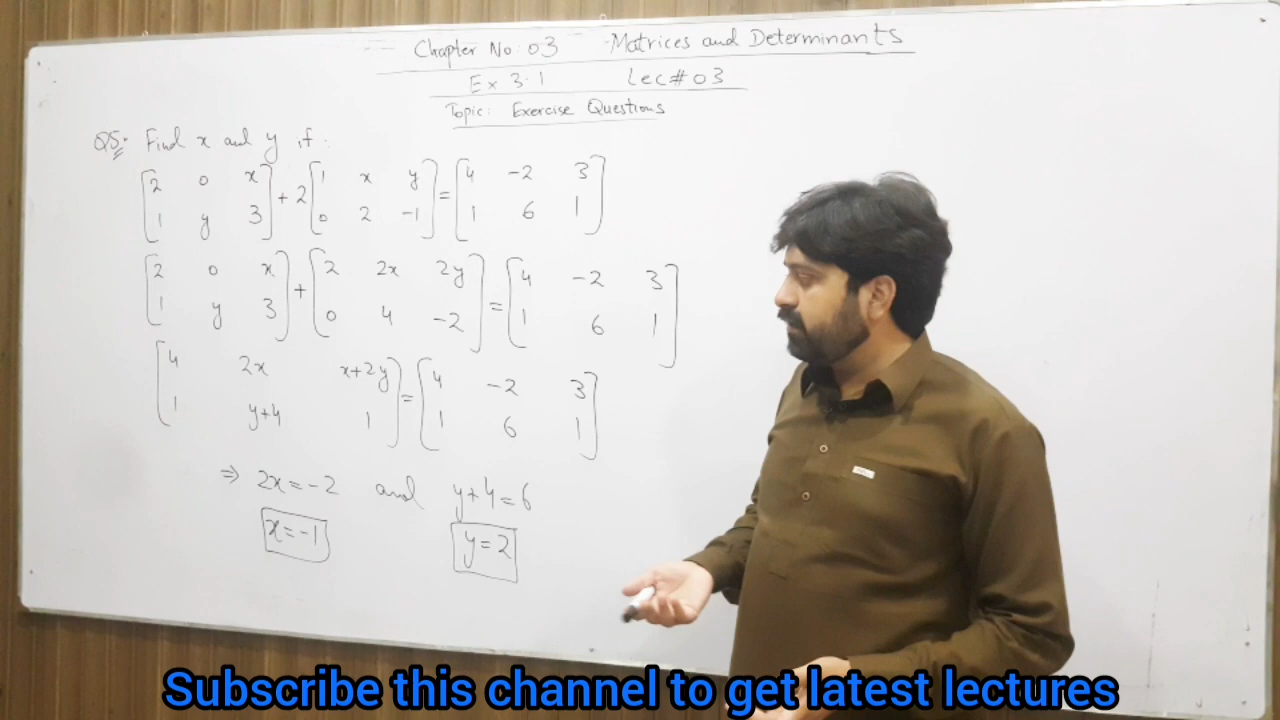 Chapter No: 03 Matrices and Determinants
Ex 3.1 Lec# 03
Topic: Exercise Questions
Q5:- Find x and y if:
[2 0 x] + 2 [1 x y] = [4 -2 3]
[1 y 3] [0 2 -1] [1 6 1]
[2 0 x] + [2 2x 2y] = [4 -2 3]
[1 y 3] [0 4 -2] [1 6 1]
[4 2x x+2y] = [4 -2 3]
[1 y+4 1] [1 6 1]
⇒ 2x = -2 and y+4 = 6
x = -1 y = 2
Subscribe this channel to get latest lectures